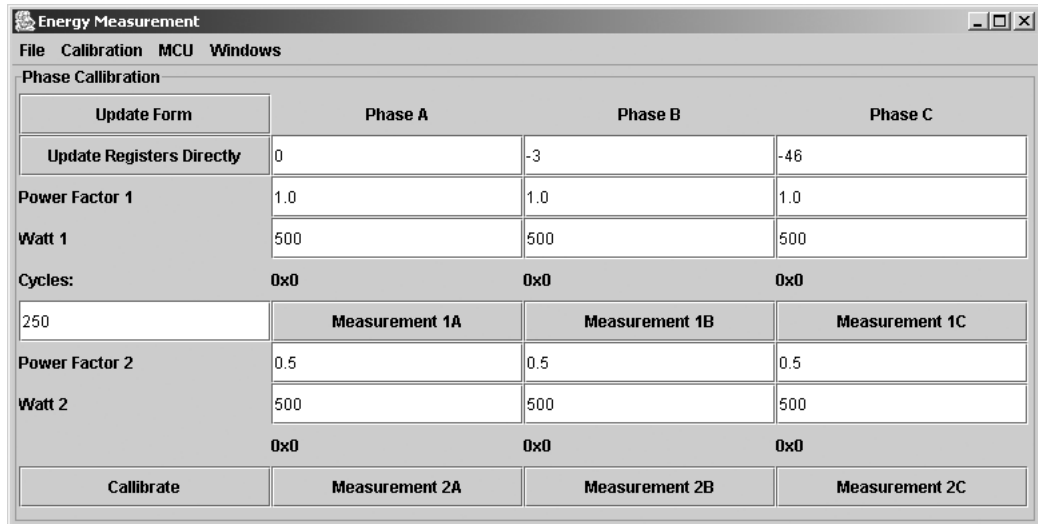 Energy Measurement
File Calibration MCU Windows
Phase Callibration
Update Form Phase A Phase B Phase C
Update Registers Directly 0 -3 -46
Power Factor 1 1.0 1.0 1.0
Watt 1 500 500 500
Cycles: 0x0 0x0 0x0
250 Measurement 1A Measurement 1B Measurement 1C
Power Factor 2 0.5 0.5 0.5
Watt 2 500 500 500
0x0 0x0 0x0
Callibrate Measurement 2A Measurement 2B Measurement 2C